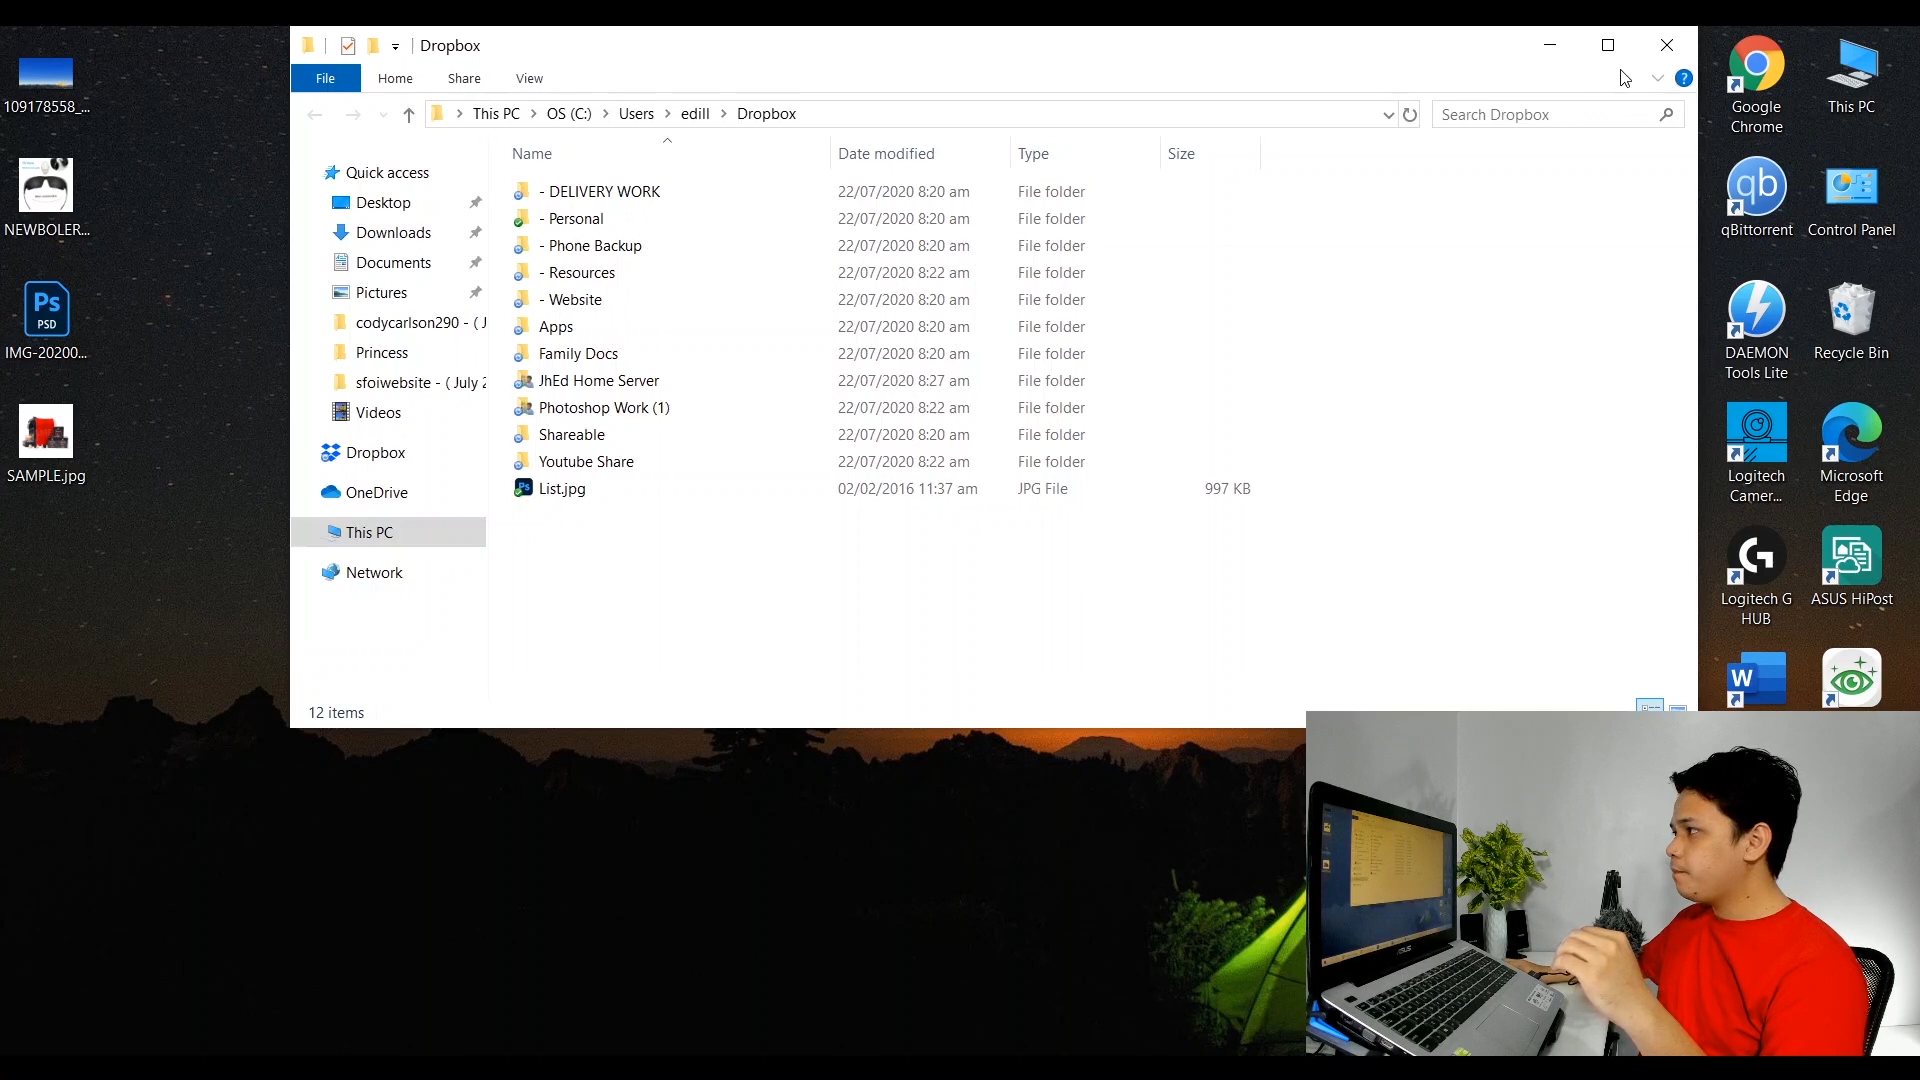 Dropbox
File
Home
Share
View
This PC
OS (C:)
Users
edill
Dropbox
Search Dropbox
Name
Date modified
Type
Size
Quick access
Desktop
Downloads
Documents
Pictures
codycarlson290 - ( J
Princess
sfoiwebsite - ( July 2
Videos
Dropbox
OneDrive
This PC
Network
- DELIVERY WORK 22/07/2020 8:20 am File folder
- Personal 22/07/2020 8:20 am File folder
- Phone Backup 22/07/2020 8:20 am File folder
- Resources 22/07/2020 8:22 am File folder
- Website 22/07/2020 8:20 am File folder
Apps 22/07/2020 8:20 am File folder
Family Docs 22/07/2020 8:20 am File folder
JhEd Home Server 22/07/2020 8:27 am File folder
Photoshop Work (1) 22/07/2020 8:22 am File folder
Shareable 22/07/2020 8:20 am File folder
Youtube Share 22/07/2020 8:22 am File folder
List.jpg 02/02/2016 11:37 am JPG File 997 KB
12 items
109178558_...
NEWBOLER...
Ps
PSD
IMG-20200...
SAMPLE.jpg
Google
Chrome
This PC
qb
qBittorrent
Control Panel
DAEMON
Tools Lite
Recycle Bin
Logitech
Camer...
Microsoft
Edge
Logitech G
HUB
ASUS HiPost
W
ASUS